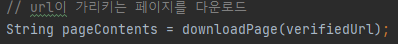 // url이 가리키는 페이지를 다운로드
String pageContents = downloadPage(verifiedUrl);